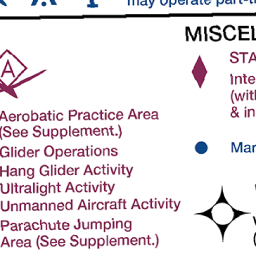 may operate part-ti
MISCEL
A
Aerobatic Practice Area
(See Supplement.)
Glider Operations
Hang Glider Activity
Ultralight Activity
Unmanned Aircraft Activity
Parachute Jumping
Area (See Supplement.)
STA
Inte
(wit
& in
Mar